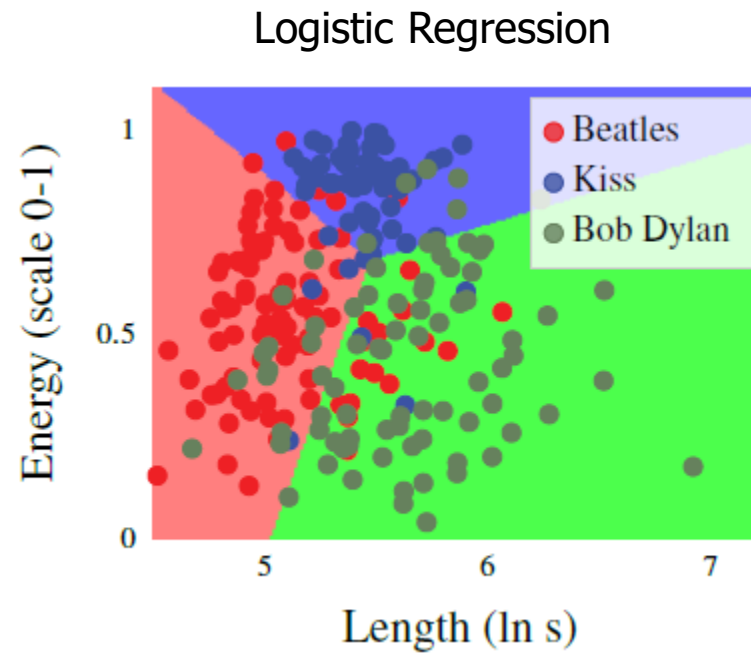 Logistic Regression
Beatles
Kiss
Bob Dylan
1
0.5
0
5
6
7
Energy (scale 0-1)
Length (ln s)